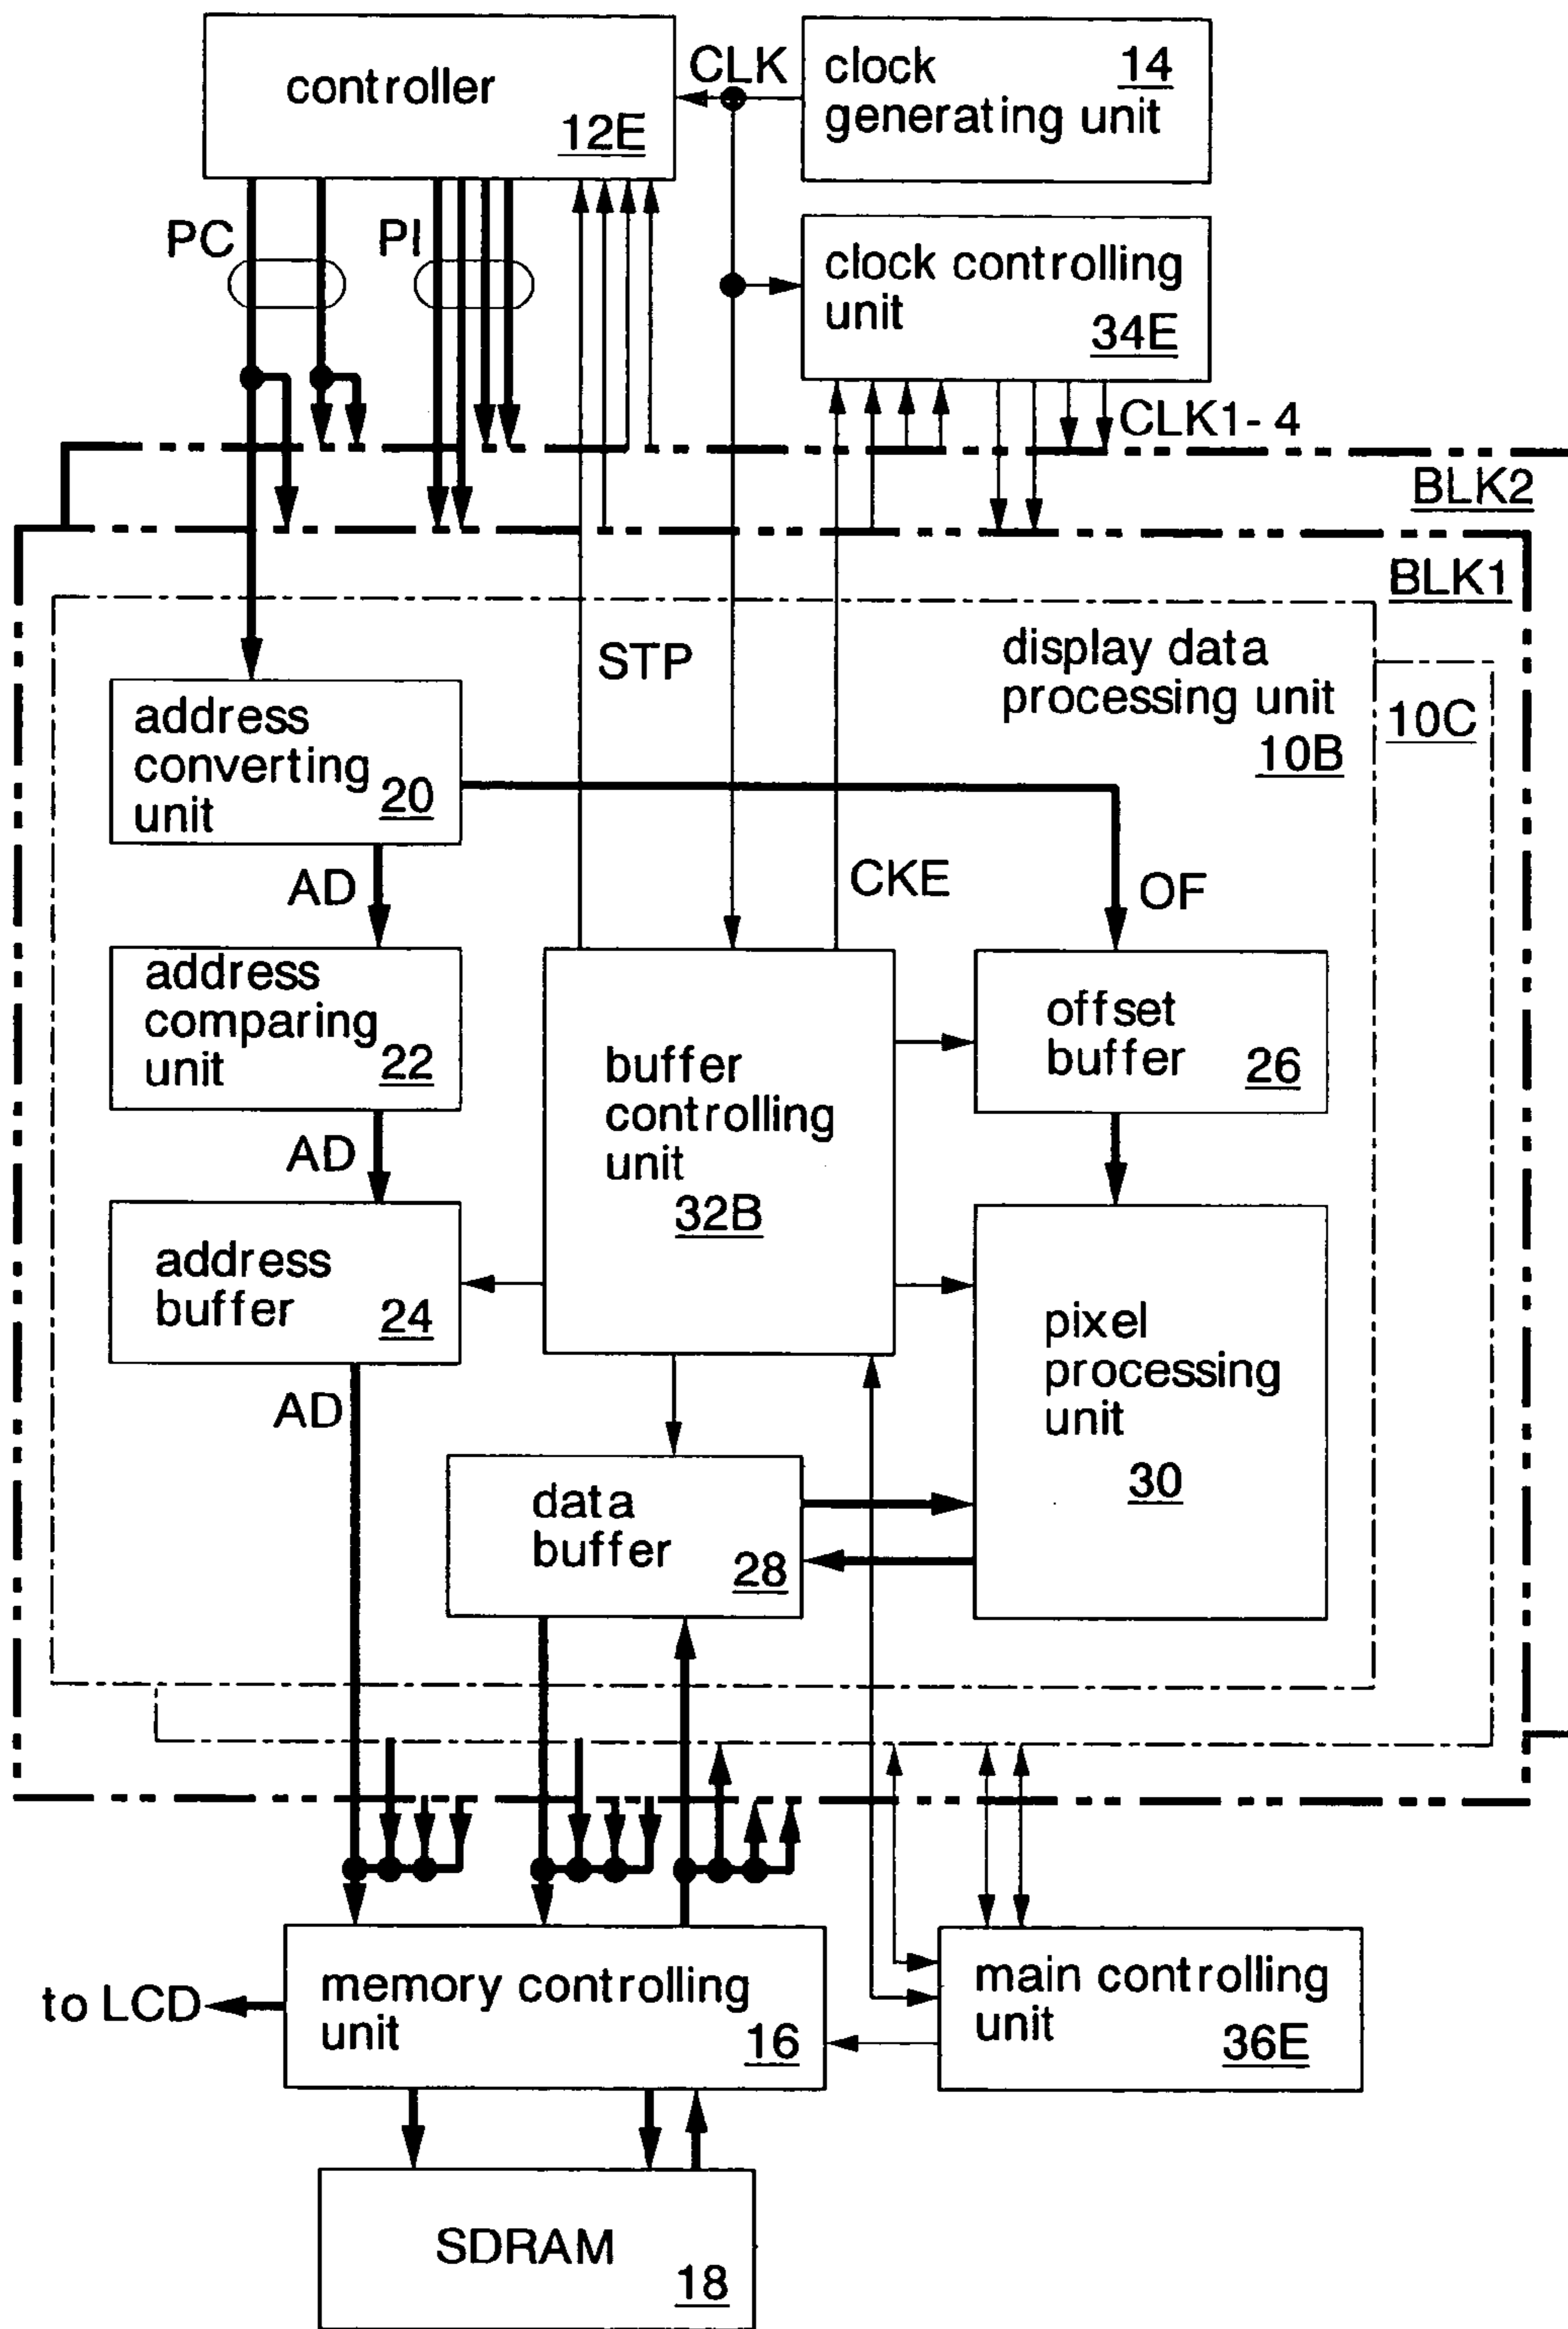 controller
12E
CLK
clock
generating unit
14
PC
PI
clock controlling
unit
34E
CLK1-4
BLK2
BLK1
STP
display data
processing unit
10B
10C
address
converting
unit
20
AD
CKE
OF
address
comparing
unit
22
buffer
controlling
unit
32B
offset
buffer
26
AD
address
buffer
24
pixel
processing
unit
30
AD
data
buffer
28
to LCD
memory controlling
unit
16
main controlling
unit
36E
SDRAM
18